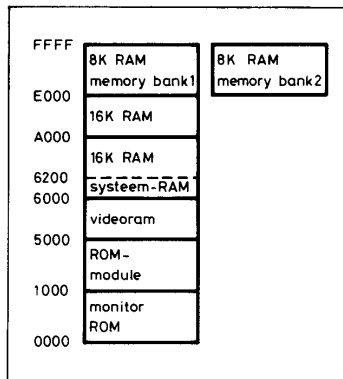 FFFF
8K RAM
memory bank1
8K RAM
memory bank2
E000
16K RAM
A000
16K RAM
6200
systeem-RAM
6000
videoram
5000
ROM-
module
1000
monitor
ROM
0000